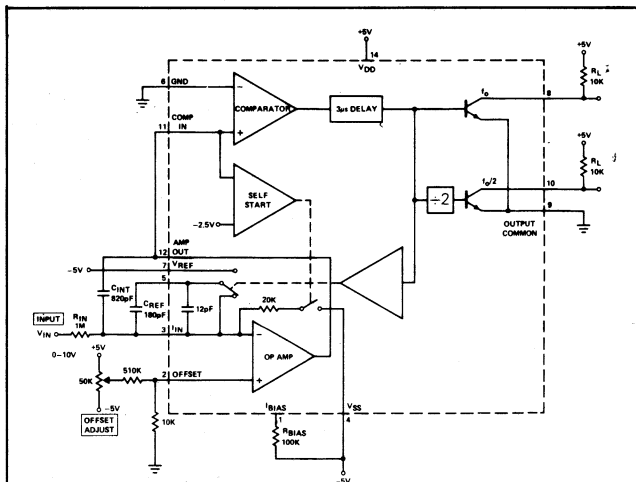 +5V
14
VDD
+5V
RL
10K
6 GND
−
COMPARATOR
+
3µs DELAY
fo
8
COMP
11 IN
+5V
RL
10K
SELF
START
−2.5V
÷2
fo/2
10
9
OUTPUT
COMMON
AMP
12 OUT
−5V
7 VREF
5
CINT
820pF
CREF
180pF
12pF
20K
INPUT
RIN
1M
VIN
3 IIN
−
OP AMP
+
0−10V
+5V
510K
2 OFFSET
50K
−5V
OFFSET
ADJUST
10K
IBIAS
1
VSS
4
RBIAS
100K
−5V